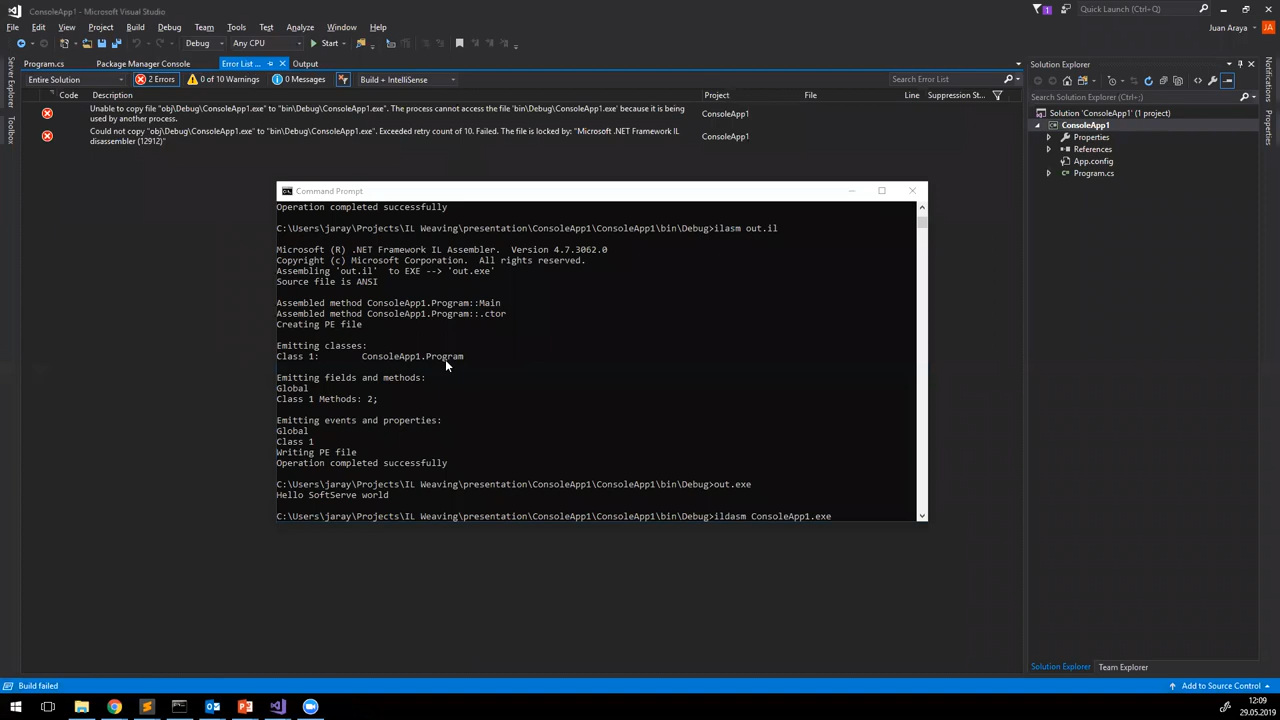 ConsoleApp1 - Microsoft Visual Studio
1
Quick Launch (Ctrl+Q)
File Edit View Project Build Debug Team Tools Test Analyze Window Help
Juan Araya
JA
Debug Any CPU Start
Program.cs Package Manager Console Error List ... Output
Entire Solution 2 Errors 0 of 10 Warnings 0 Messages Build + IntelliSense Search Error List
Code Description Project File Line Suppression St...
Unable to copy file "obj\Debug\ConsoleApp1.exe" to "bin\Debug\ConsoleApp1.exe". The process cannot access the file 'bin\Debug\ConsoleApp1.exe' because it is being
used by another process.
ConsoleApp1
Could not copy "obj\Debug\ConsoleApp1.exe" to "bin\Debug\ConsoleApp1.exe". Exceeded retry count of 10. Failed. The file is locked by: "Microsoft .NET Framework IL
disassembler (12912)"
ConsoleApp1
Server Explorer
Toolbox
Command Prompt
Operation completed successfully
C:\Users\jaray\Projects\IL Weaving\presentation\ConsoleApp1\ConsoleApp1\bin\Debug>ilasm out.il
Microsoft (R) .NET Framework IL Assembler.  Version 4.7.3062.0
Copyright (c) Microsoft Corporation.  All rights reserved.
Assembling 'out.il'  to EXE --> 'out.exe'
Source file is ANSI
Assembled method ConsoleApp1.Program::Main
Assembled method ConsoleApp1.Program::.ctor
Creating PE file
Emitting classes:
Class 1:        ConsoleApp1.Program
Emitting fields and methods:
Global
Class 1 Methods: 2;
Emitting events and properties:
Global
Class 1
Writing PE file
Operation completed successfully
C:\Users\jaray\Projects\IL Weaving\presentation\ConsoleApp1\ConsoleApp1\bin\Debug>out.exe
Hello SoftServe world
C:\Users\jaray\Projects\IL Weaving\presentation\ConsoleApp1\ConsoleApp1\bin\Debug>ildasm ConsoleApp1.exe
Solution Explorer
Search Solution Explorer (Ctrl+;)
Solution 'ConsoleApp1' (1 project)
ConsoleApp1
Properties
References
App.config
Program.cs
Solution Explorer Team Explorer
Notifications
Properties
Build failed
Add to Source Control
12:09
29.05.2019